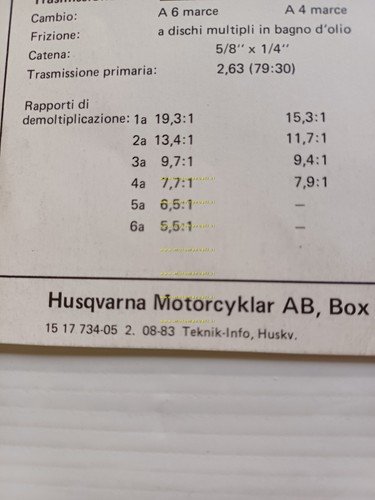 Cambio: A 6 marce A 4 marce
Frizione: a dischi multipli in bagno d'olio
Catena: 5/8" x 1/4"
Trasmissione primaria: 2,63 (79:30)
Rapporti di
demoltiplicazione: 1a 19,3:1 15,3:1
2a 13,4:1 11,7:1
3a 9,7:1 9,4:1
4a 7,7:1 7,9:1
5a 6,5:1 —
6a 5,5:1 —
Husqvarna Motorcyklar AB, Box
15 17 734-05 2. 08-83 Teknik-Info, Huskv.